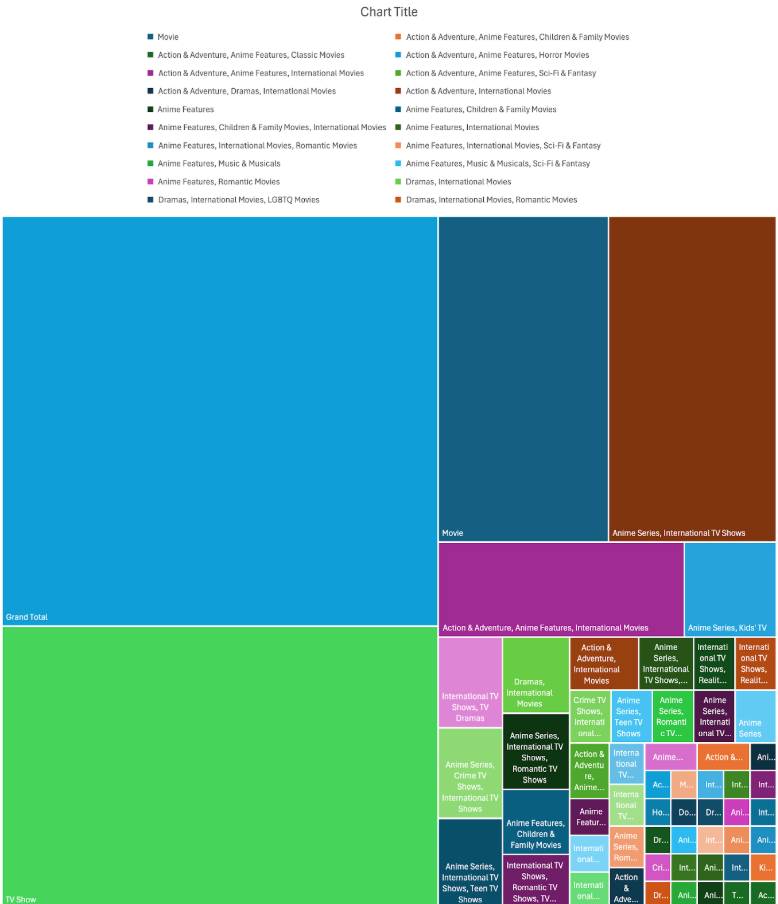 Chart Title
Movie
Action & Adventure, Anime Features, Children & Family Movies
Action & Adventure, Anime Features, Classic Movies
Action & Adventure, Anime Features, Horror Movies
Action & Adventure, Anime Features, International Movies
Action & Adventure, Anime Features, Sci-Fi & Fantasy
Action & Adventure, Dramas, International Movies
Action & Adventure, International Movies
Anime Features
Anime Features, Children & Family Movies
Anime Features, Children & Family Movies, International Movies
Anime Features, International Movies
Anime Features, International Movies, Romantic Movies
Anime Features, International Movies, Sci-Fi & Fantasy
Anime Features, Music & Musicals
Anime Features, Music & Musicals, Sci-Fi & Fantasy
Anime Features, Romantic Movies
Dramas, International Movies
Dramas, International Movies, LGBTQ Movies
Dramas, International Movies, Romantic Movies
Grand Total
TV Show
Movie
Anime Series, International TV Shows
Action & Adventure, Anime Features, International Movies
Anime Series, Kids' TV
International TV
Shows, TV
Dramas
Anime Series,
Crime TV
Shows,
International TV
Shows
Anime Series,
International TV
Shows, Teen TV
Shows
Dramas,
International
Movies
Anime Series,
International TV
Shows,
Romantic TV
Shows
Anime Features,
Children &
Family Movies
International TV
Shows,
Romantic TV
Shows, TV...
Action &
Adventure,
International
Movies
Anime
Series,
International
TV Shows,...
Internati
onal TV
Shows,
Realit...
Internati
onal TV
Shows,
Realit...
Crime TV
Shows,
Internati
onal...
Anime
Series,
Teen TV
Shows
Anime
Series,
Romanti
c TV...
Anime
Series,
Internati
onal TV...
Anime
Series
Action &
Adventu
re,
Anime...
Anime
Featur...
Internati
onal...
Internati
onal...
Interna
tional
TV...
Interna
tional
TV...
Anime
Series,
Rom...
Action
&
Adve...
Anime...
Action &...
Ani...
Ac...
M...
Int...
Int...
Int...
Ho...
Do...
Dr...
Ani...
Int...
Dr...
Ani...
Int...
Ani...
Ani...
Cri...
Int...
Ani...
Int...
Ki...
Dr...
Ani...
Ani...
T...
Ac...